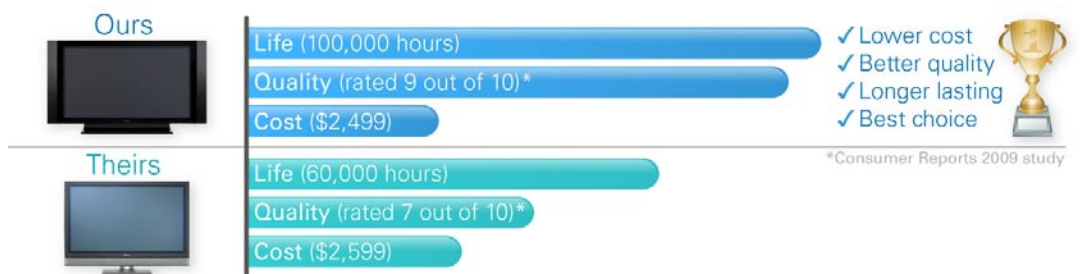 Ours
Life (100,000 hours)
Quality (rated 9 out of 10)*
Cost ($2,499)
✓ Lower cost
✓ Better quality
✓ Longer lasting
✓ Best choice
*Consumer Reports 2009 study
Theirs
Life (60,000 hours)
Quality (rated 7 out of 10)*
Cost ($2,599)